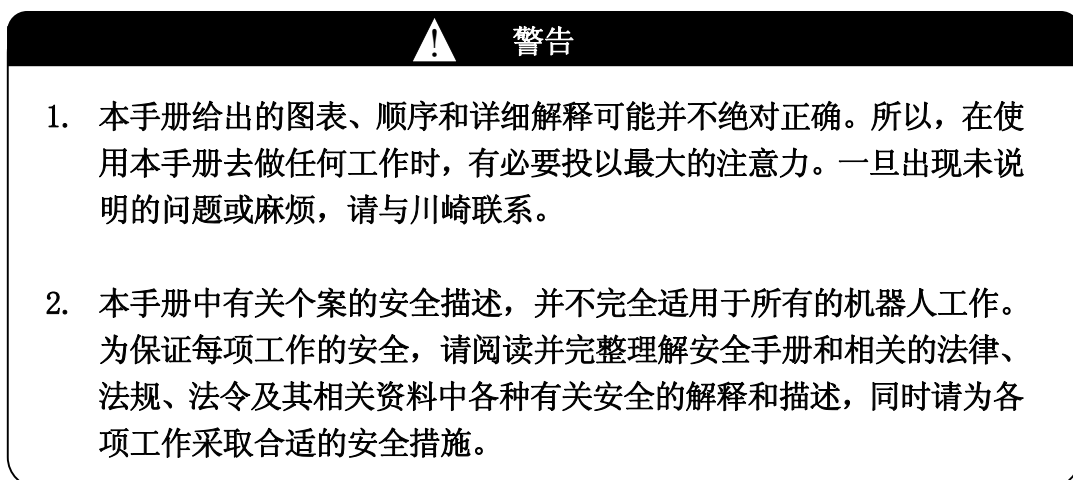 ! 警告
1. 本手册给出的图表、顺序和详细解释可能并不绝对正确。所以，在使
用本手册去做任何工作时，有必要投以最大的注意力。一旦出现未说
明的问题或麻烦，请与川崎联系。
2. 本手册中有关个案的安全描述，并不完全适用于所有的机器人工作。
为保证每项工作的安全，请阅读并完整理解安全手册和相关的法律、
法规、法令及其相关资料中各种有关安全的解释和描述，同时请为各
项工作采取合适的安全措施。